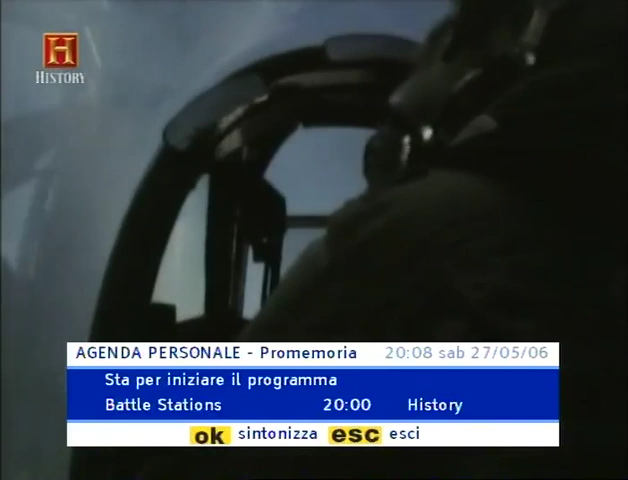 H
HISTORY
AGENDA PERSONALE - Promemoria 20:08 sab 27/05/06
Sta per iniziare il programma
Battle Stations 20:00 History
ok sintonizza esc esci